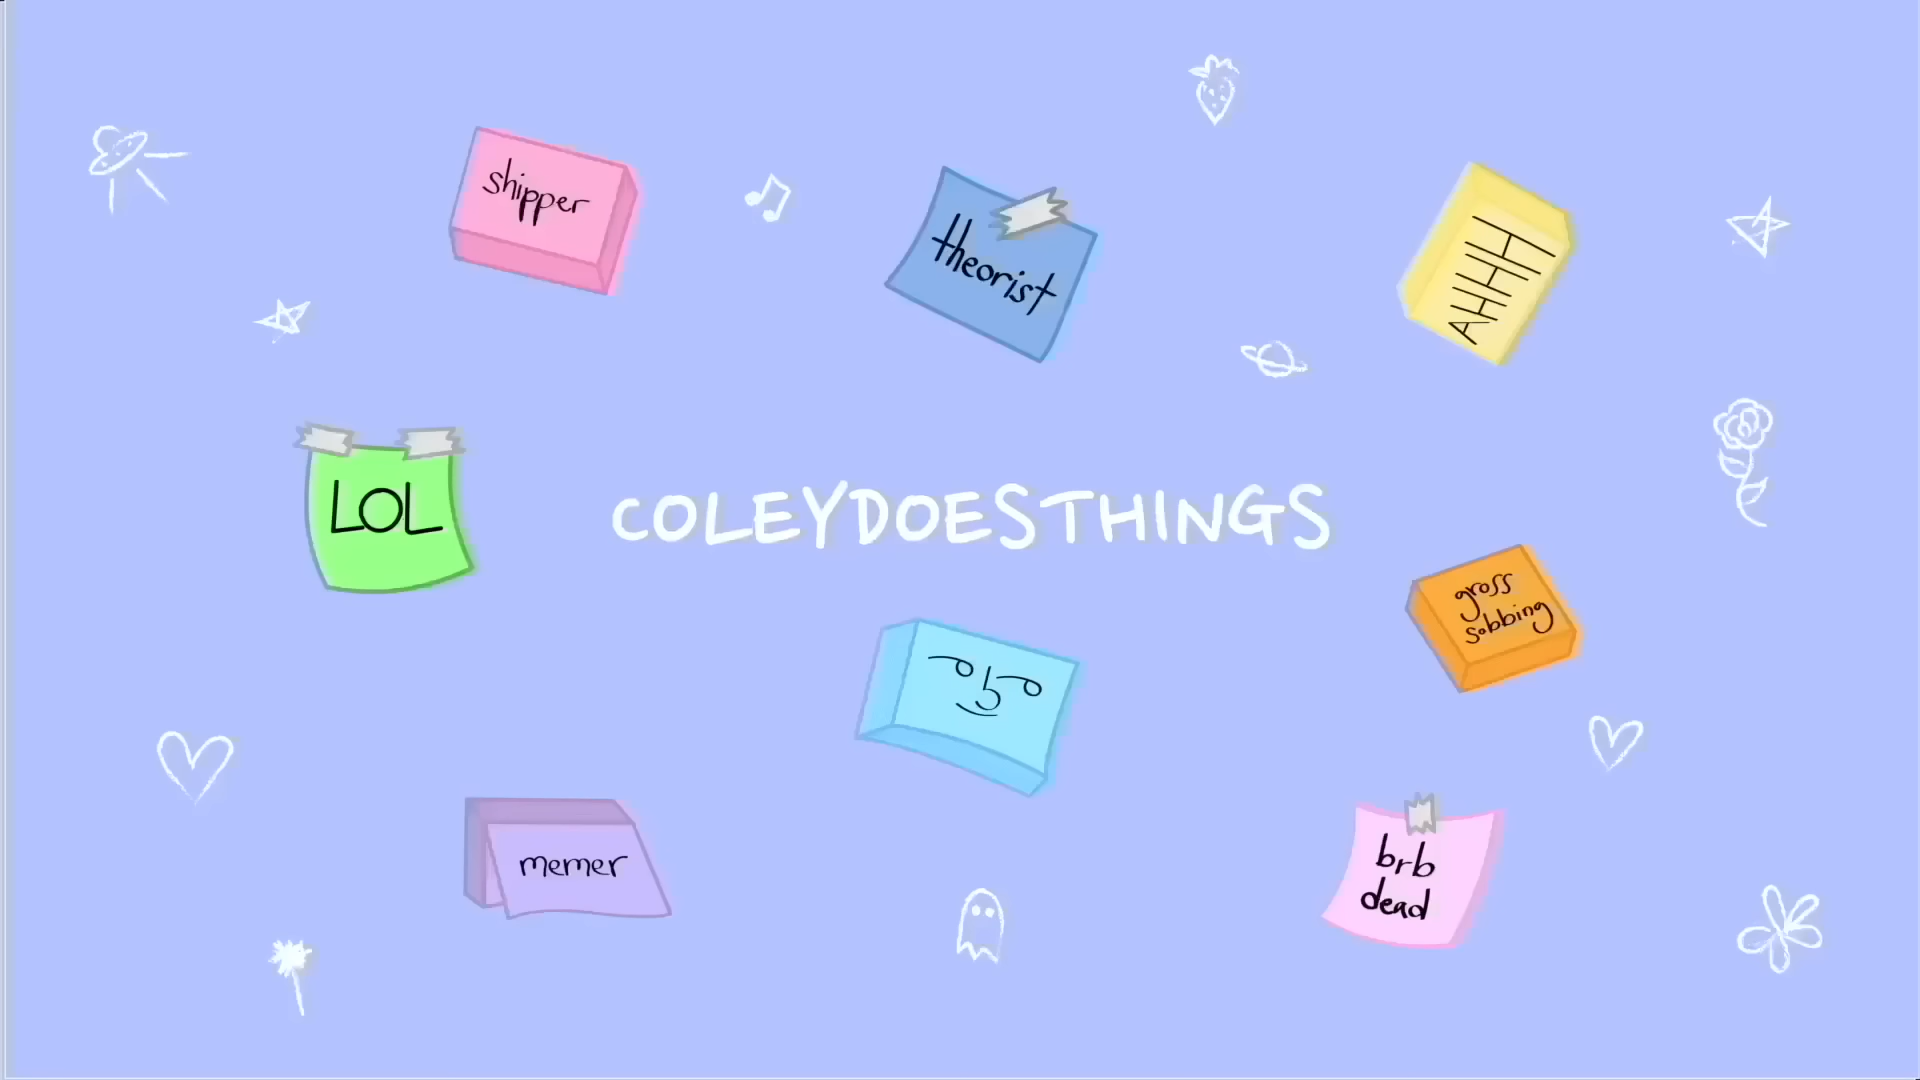 shipper
theorist
AHHH
LOL
COLEYDOESTHINGS
gross
sobbing
͡° ͜ʖ ͡°
memer
brb
dead